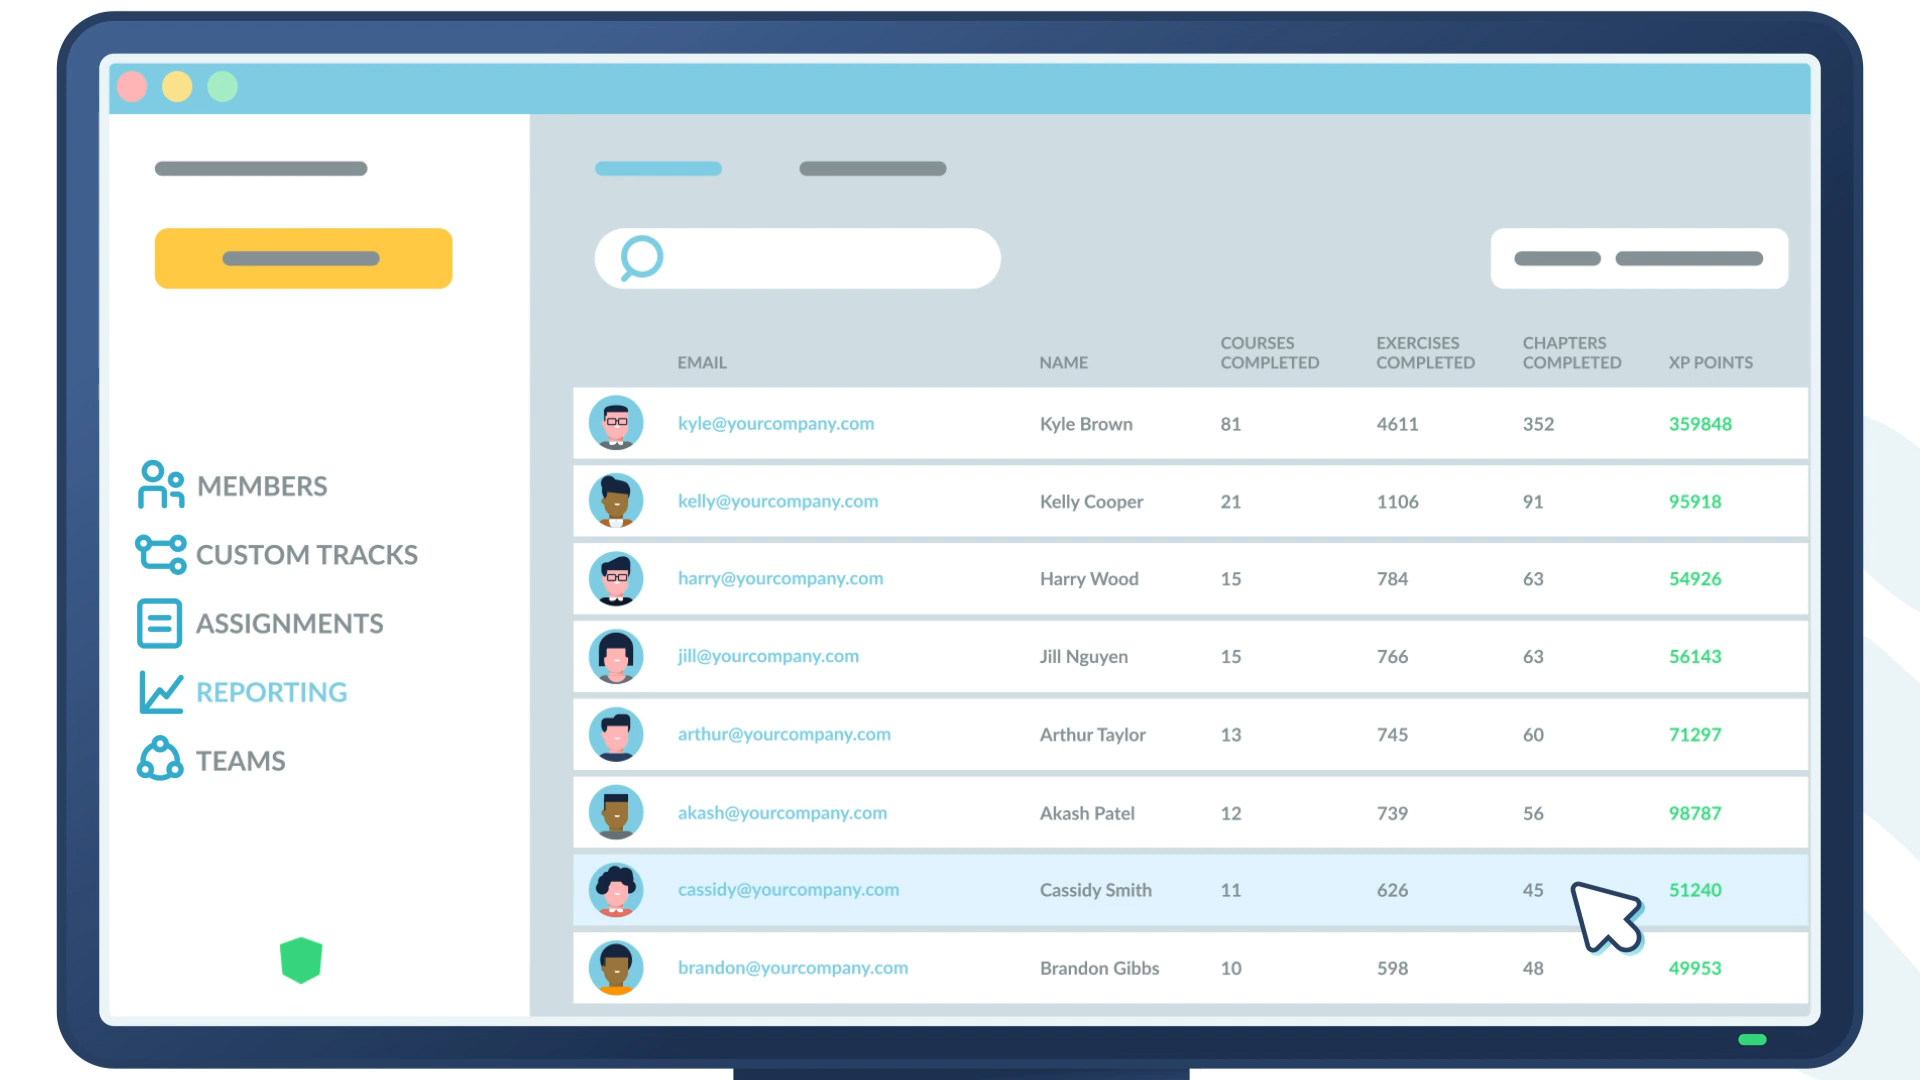 MEMBERS
CUSTOM TRACKS
ASSIGNMENTS
REPORTING
TEAMS
EMAIL NAME COURSES COMPLETED EXERCISES COMPLETED CHAPTERS COMPLETED XP POINTS
kyle@yourcompany.com Kyle Brown 81 4611 352 359848
kelly@yourcompany.com Kelly Cooper 21 1106 91 95918
harry@yourcompany.com Harry Wood 15 784 63 54926
jill@yourcompany.com Jill Nguyen 15 766 63 56143
arthur@yourcompany.com Arthur Taylor 13 745 60 71297
akash@yourcompany.com Akash Patel 12 739 56 98787
cassidy@yourcompany.com Cassidy Smith 11 626 45 51240
brandon@yourcompany.com Brandon Gibbs 10 598 48 49953